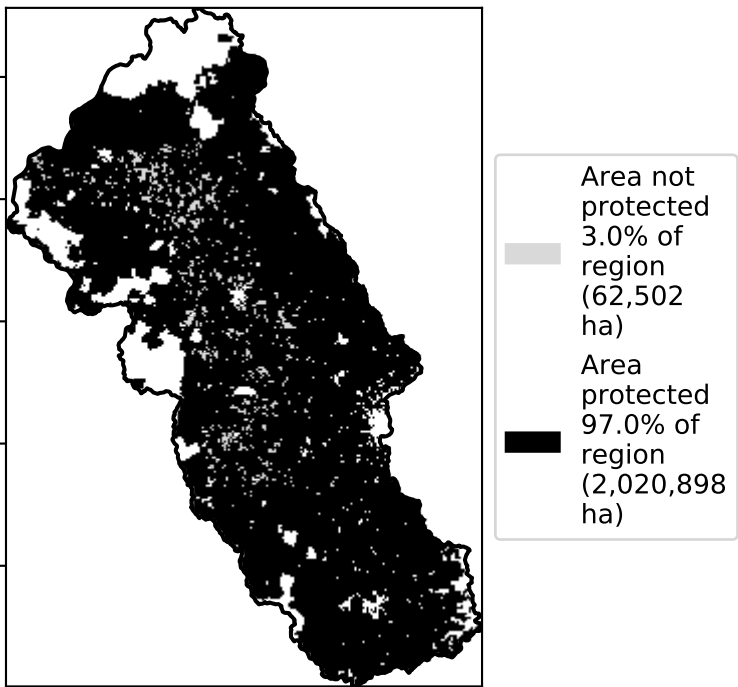 Area not
protected
3.0% of
region
(62,502
ha)
Area
protected
97.0% of
region
(2,020,898
ha)